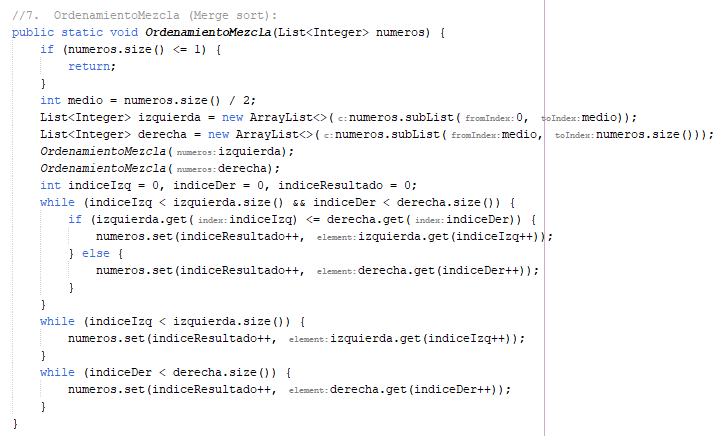 //7.  OrdenamientoMezcla (Merge sort):
public static void OrdenamientoMezcla(List<Integer> numeros) {
    if (numeros.size() <= 1) {
        return;
    }
    int medio = numeros.size() / 2;
    List<Integer> izquierda = new ArrayList<>( c:numeros.subList( fromIndex:0,  toIndex:medio));
    List<Integer> derecha = new ArrayList<>( c:numeros.subList( fromIndex:medio,  toIndex:numeros.size()));
    OrdenamientoMezcla( numeros:izquierda);
    OrdenamientoMezcla( numeros:derecha);
    int indiceIzq = 0, indiceDer = 0, indiceResultado = 0;
    while (indiceIzq < izquierda.size() && indiceDer < derecha.size()) {
        if (izquierda.get( index:indiceIzq) <= derecha.get( index:indiceDer)) {
            numeros.set(indiceResultado++,  element:izquierda.get(indiceIzq++));
        } else {
            numeros.set(indiceResultado++,  element:derecha.get(indiceDer++));
        }
    }
    while (indiceIzq < izquierda.size()) {
        numeros.set(indiceResultado++,  element:izquierda.get(indiceIzq++));
    }
    while (indiceDer < derecha.size()) {
        numeros.set(indiceResultado++,  element:derecha.get(indiceDer++));
    }
}